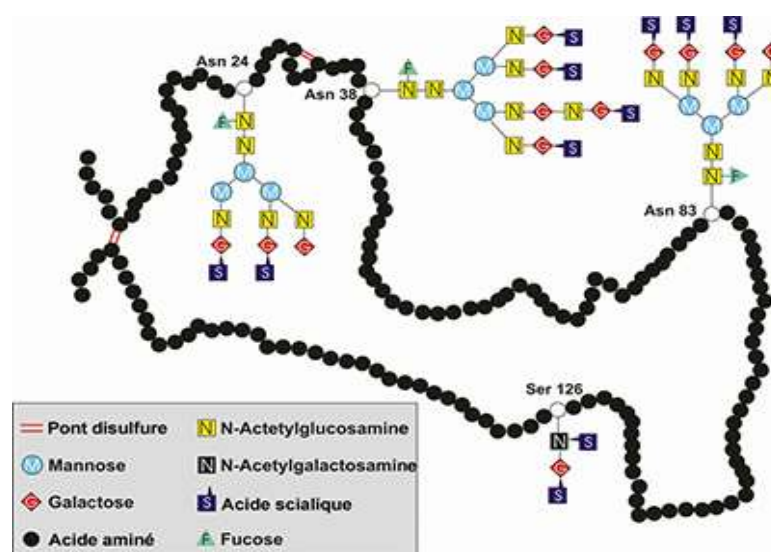 Asn 24
Asn 38
Asn 83
Ser 126
F N N M M M N N N G G G S S
F N N M M M M N G S N G S N G N G S N G S
S S S G G G N N N M M M N N F
N S G S
Pont disulfure
N N-Actetylglucosamine
M Mannose
N N-Acetylgalactosamine
G Galactose
S Acide scialique
Acide aminé
F Fucose